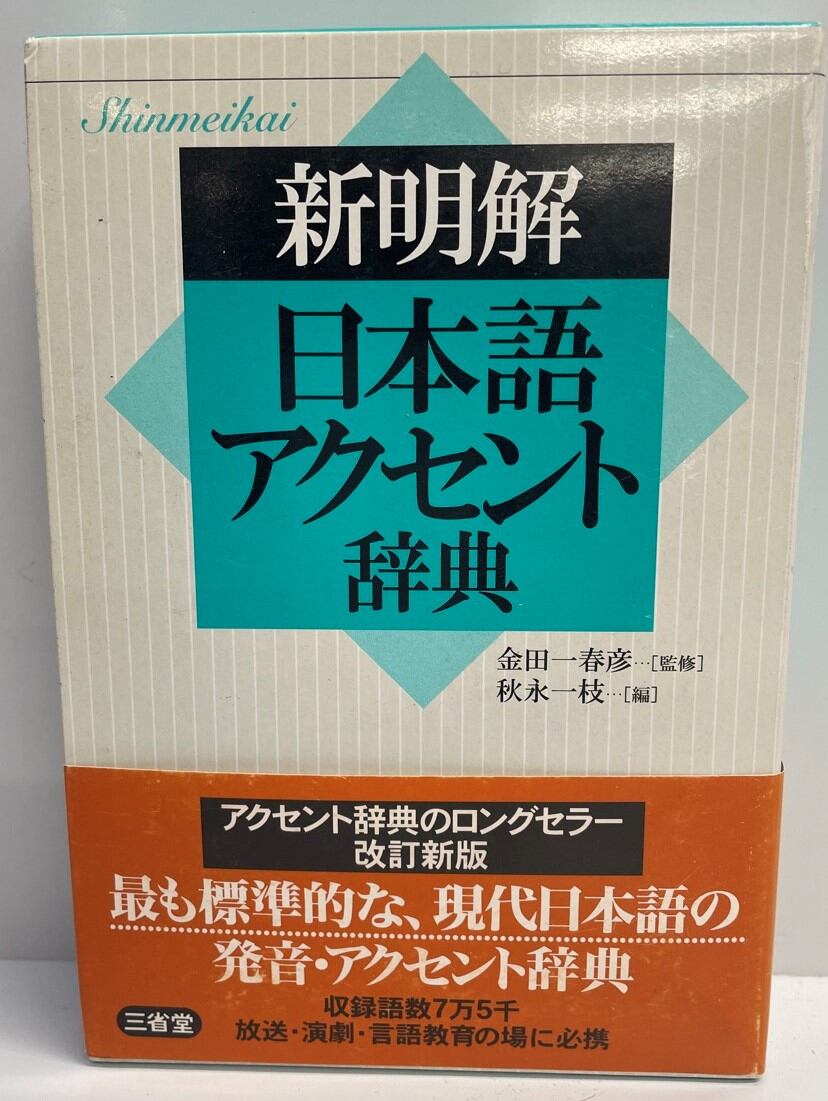 Shinmeikai
新明解
日本語
アクセント
辞典
金田一春彦…[監修]
秋永一枝…[編]
アクセント辞典のロングセラー
改訂新版
最も標準的な、現代日本語の
発音・アクセント辞典
収録語数7万5千
放送・演劇・言語教育の場に必携
三省堂